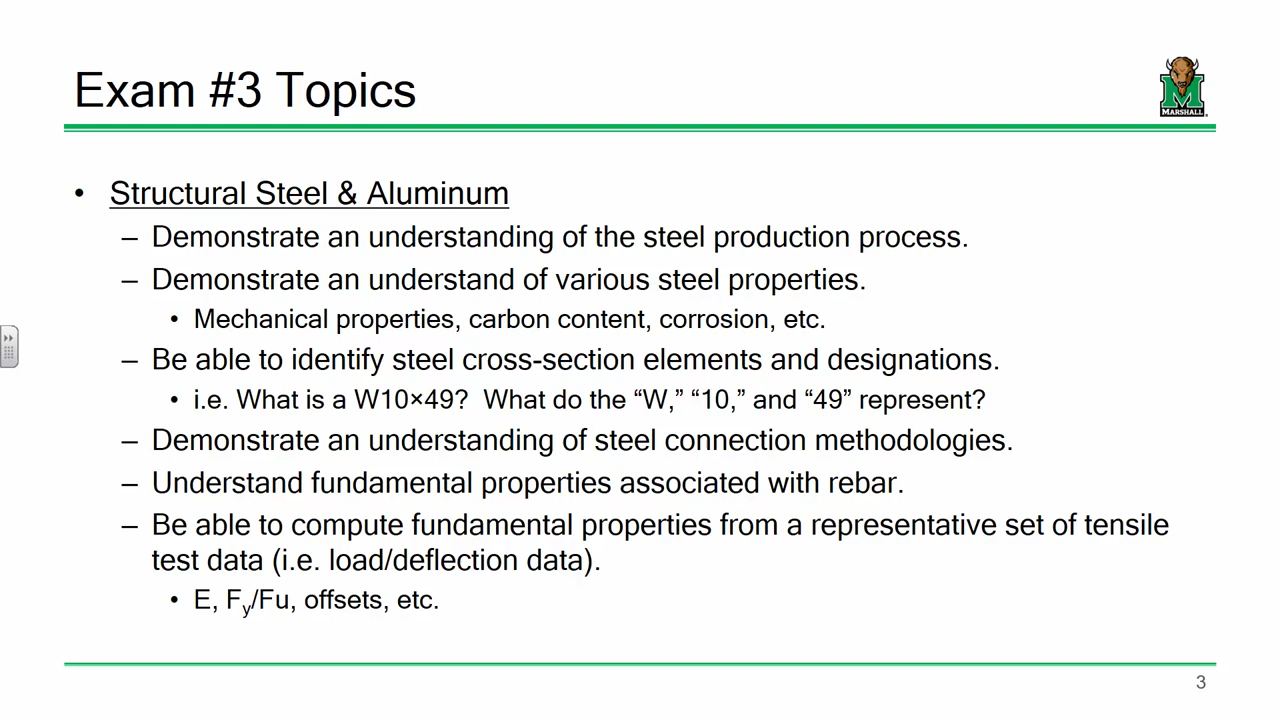 Exam #3 Topics
MARSHALL
• Structural Steel & Aluminum
– Demonstrate an understanding of the steel production process.
– Demonstrate an understand of various steel properties.
• Mechanical properties, carbon content, corrosion, etc.
– Be able to identify steel cross-section elements and designations.
• i.e. What is a W10×49?  What do the “W,” “10,” and “49” represent?
– Demonstrate an understanding of steel connection methodologies.
– Understand fundamental properties associated with rebar.
– Be able to compute fundamental properties from a representative set of tensile
test data (i.e. load/deflection data).
• E, Fy/Fu, offsets, etc.
3